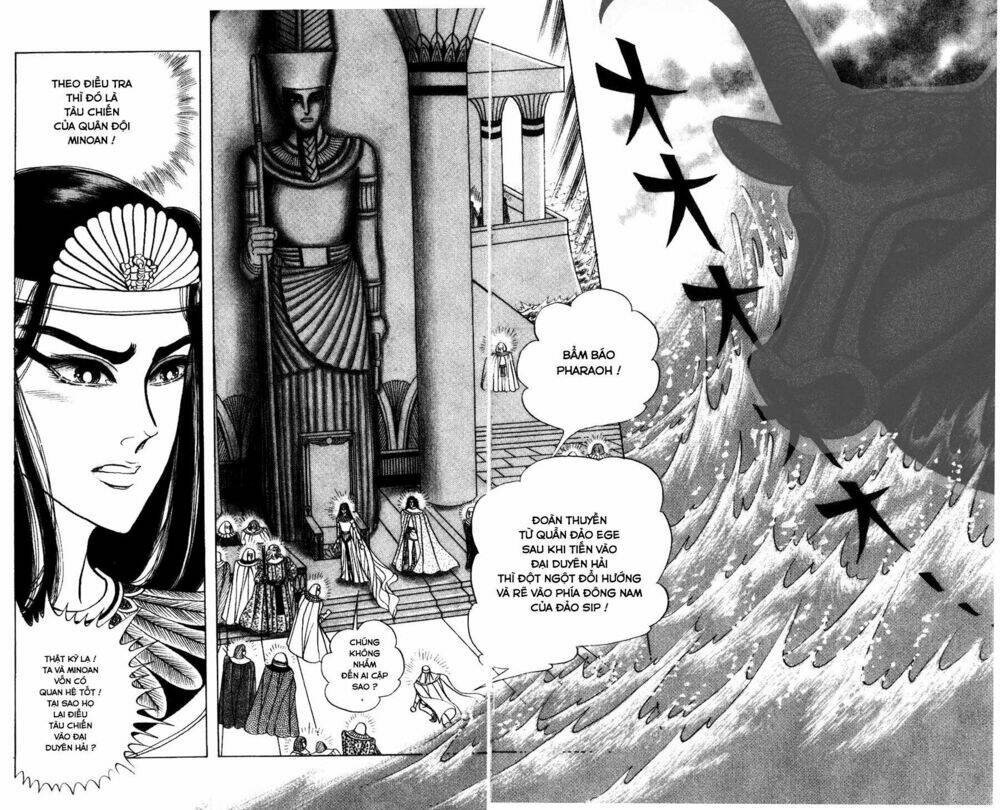 BẨM BÁO
PHARAOH !
ĐOÀN THUYỀN
TỪ QUẦN ĐẢO EGE
SAU KHI TIẾN VÀO
ĐẠI DUYÊN HẢI
THÌ ĐỘT NGỘT ĐỔI HƯỚNG
VÀ RẼ VÀO PHÍA ĐÔNG NAM
CỦA ĐẢO SIP !
CHÚNG
KHÔNG
NHẮM
ĐẾN AI CẬP
SAO ?
THEO ĐIỀU TRA
THÌ ĐÓ LÀ
TÀU CHIẾN
CỦA QUÂN ĐỘI
MINOAN !
THẬT KỲ LẠ !
TA VÀ MINOAN
VỐN CÓ
QUAN HỆ TỐT !
TẠI SAO HỌ
LẠI ĐIỀU
TÀU CHIẾN
VÀO ĐẠI
DUYÊN HẢI ?